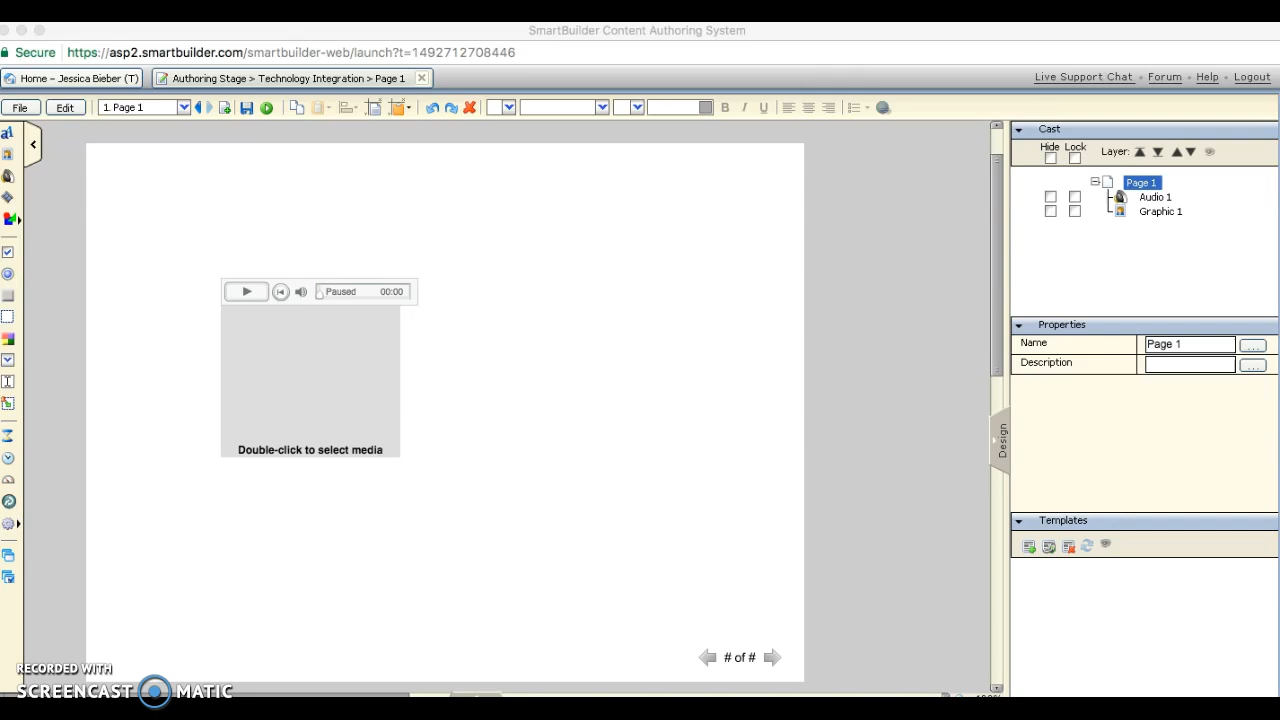 SmartBuilder Content Authoring System
Secure https://asp2.smartbuilder.com/smartbuilder-web/launch?t=1492712708446
Home – Jessica Bieber (T) Authoring Stage > Technology Integration > Page 1 Live Support Chat Forum Help Logout
File Edit 1. Page 1 B I U
Cast
Hide Lock Layer:
Page 1
Audio 1
Graphic 1
Paused 00:00
Double-click to select media
Properties
Name Page 1 ...
Description ...
Design
Templates
# of #
RECORDED WITH
SCREENCAST MATIC